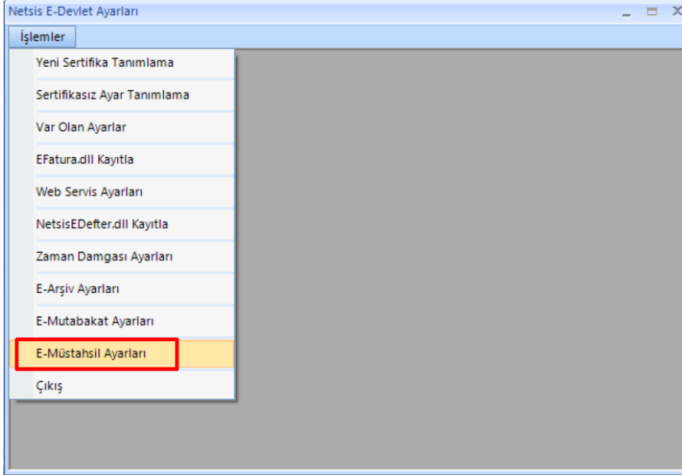 Netsis E-Devlet Ayarları
İşlemler
Yeni Sertifika Tanımlama
Sertifikasız Ayar Tanımlama
Var Olan Ayarlar
EFatura.dll Kayıtla
Web Servis Ayarları
NetsisEDefter.dll Kayıtla
Zaman Damgası Ayarları
E-Arşiv Ayarları
E-Mutabakat Ayarları
E-Müstahsil Ayarları
Çıkış